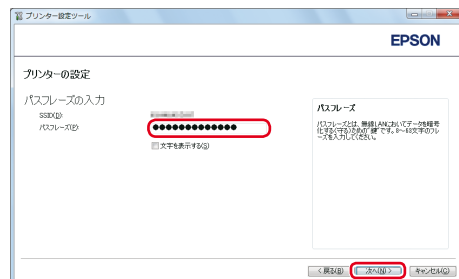 プリンター設定ツール
EPSON
プリンターの設定
パスフレーズの入力
SSID(D):
パスフレーズ(P):
●●●●●●●●●●●●●
文字を表示する(S)
パスフレーズ
パスフレーズとは、無線LANにおいてデータを暗号
化する(守る)ための"鍵"です。8～63文字のフレ
ーズを入力してください。
< 戻る(B)
次へ(N) >
キャンセル(C)